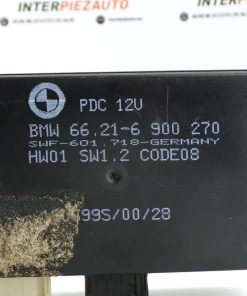 INTERPIEZAUTO
BMW
PDC 12V
BMW 66.21-6 900 270
SWF-601.718-GERMANY
HW01 SW1.2 CODE08
995/00/28